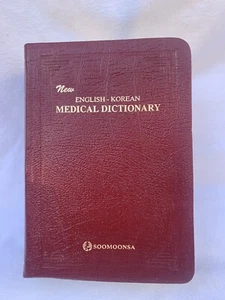 New
ENGLISH - KOREAN
MEDICAL DICTIONARY
SOOMOONSA